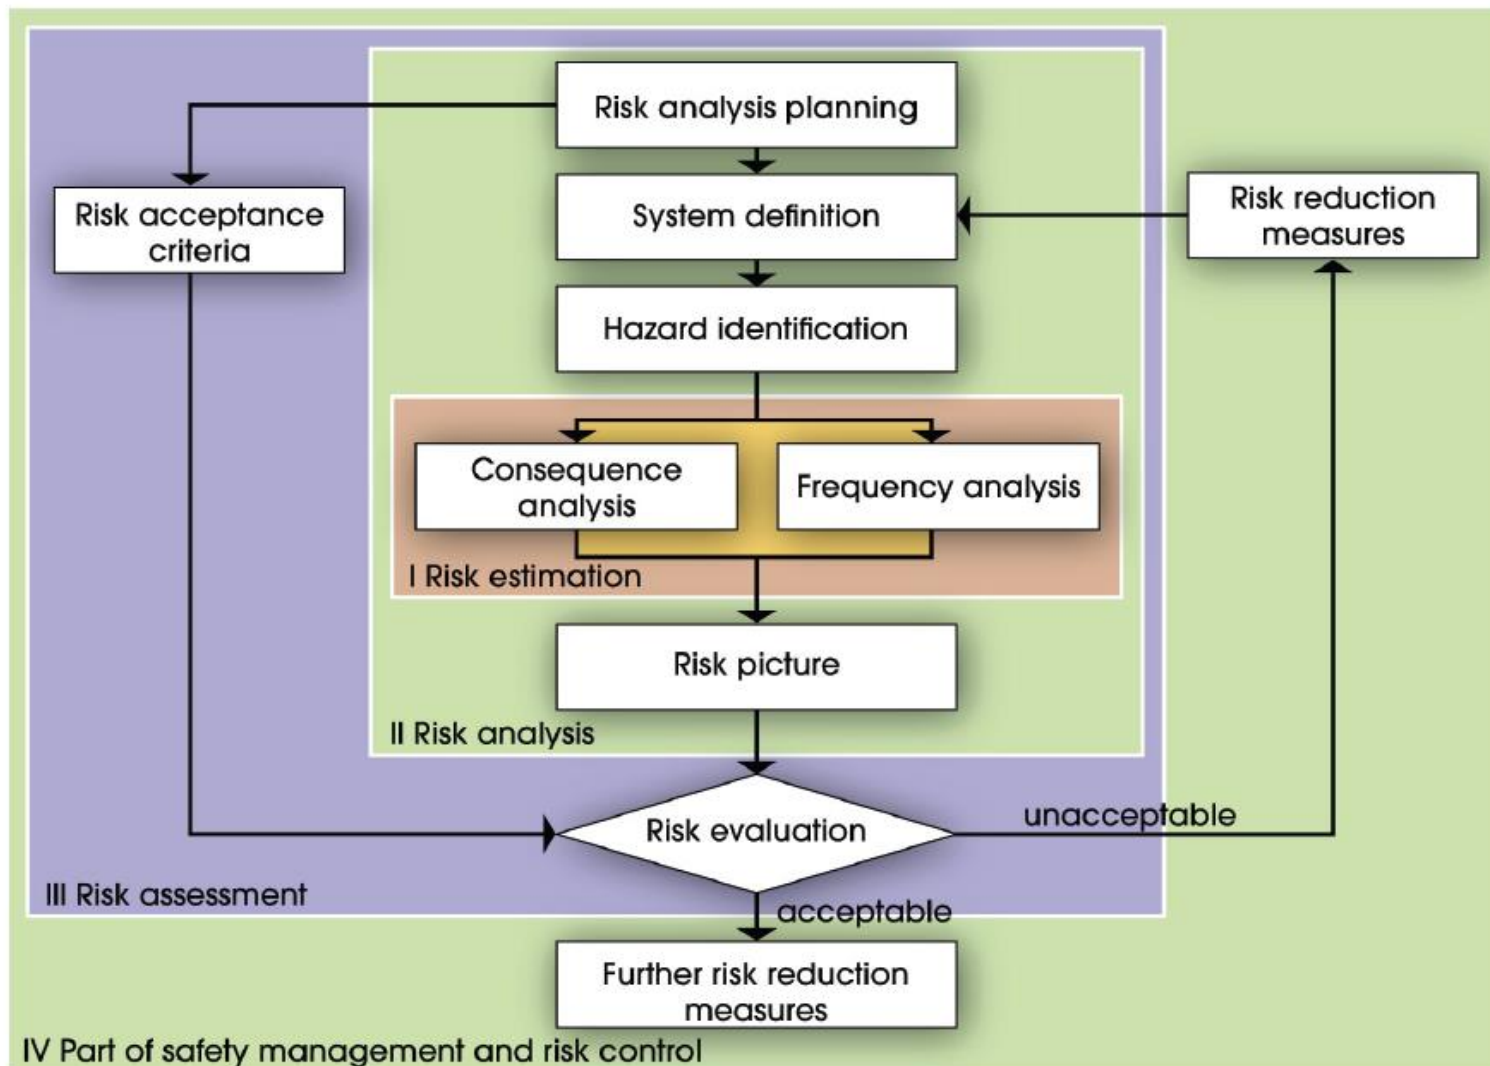 Risk analysis planning
Risk acceptance
criteria
System definition
Risk reduction
measures
Hazard identification
Consequence
analysis
Frequency analysis
I Risk estimation
Risk picture
II Risk analysis
Risk evaluation
unacceptable
III Risk assessment
acceptable
Further risk reduction
measures
IV Part of safety management and risk control